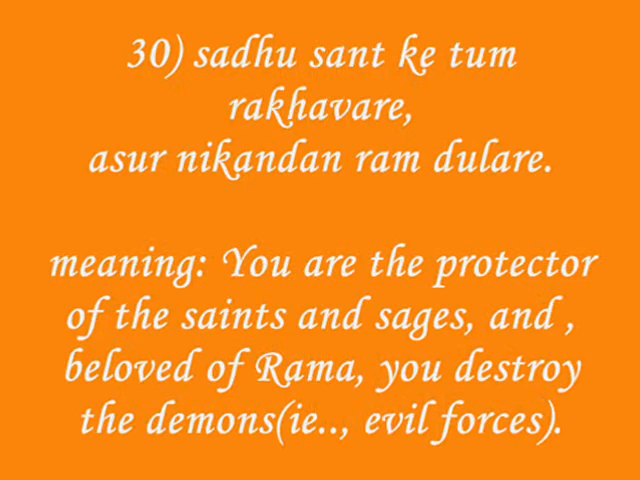 30) sadhu sant ke tum
rakhavare,
asur nikandan ram dulare.
meaning: You are the protector
of the saints and sages, and ,
beloved of Rama, you destroy
the demons(ie.., evil forces).